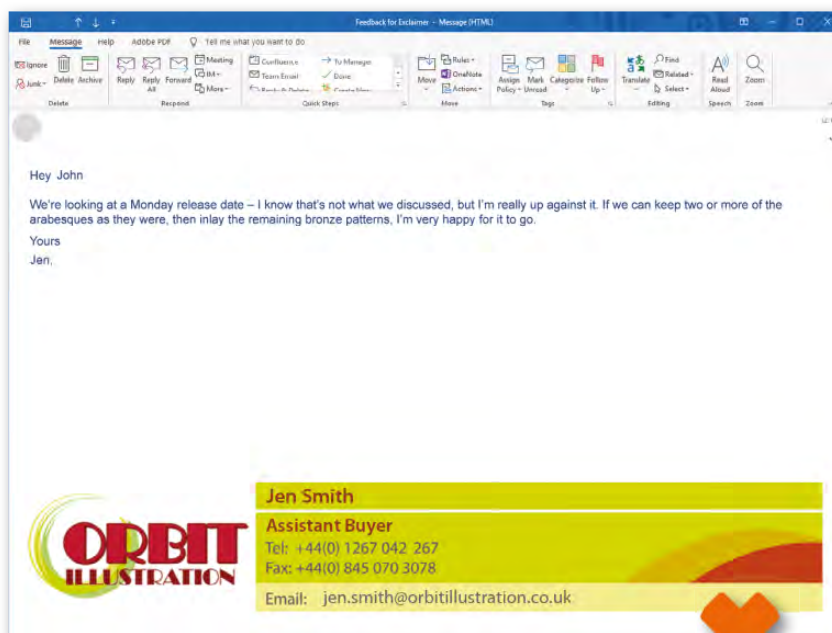 Feedback for Exclaimer - Message (HTML)
File Message Help Adobe PDF Tell me what you want to do
Ignore
Junk
Delete
Archive
Reply
Reply All
Forward
Meeting
IM
More
Confluence
Team Email
Reply & Delete
To Manager
Done
Create New
Move
Rules
OneNote
Actions
Assign Policy
Mark Unread
Categorize
Follow Up
Translate
Find
Related
Select
Read Aloud
Zoom
Delete Respond Quick Steps Move Tags Editing Speech Zoom
Hey John
We're looking at a Monday release date – I know that's not what we discussed, but I'm really up against it. If we can keep two or more of the
arabesques as they were, then inlay the remaining bronze patterns, I'm very happy for it to go.
Yours
Jen.
ORBIT
ILLUSTRATION
Jen Smith
Assistant Buyer
Tel: +44(0) 1267 042 267
Fax: +44(0) 845 070 3078
Email: jen.smith@orbitillustration.co.uk